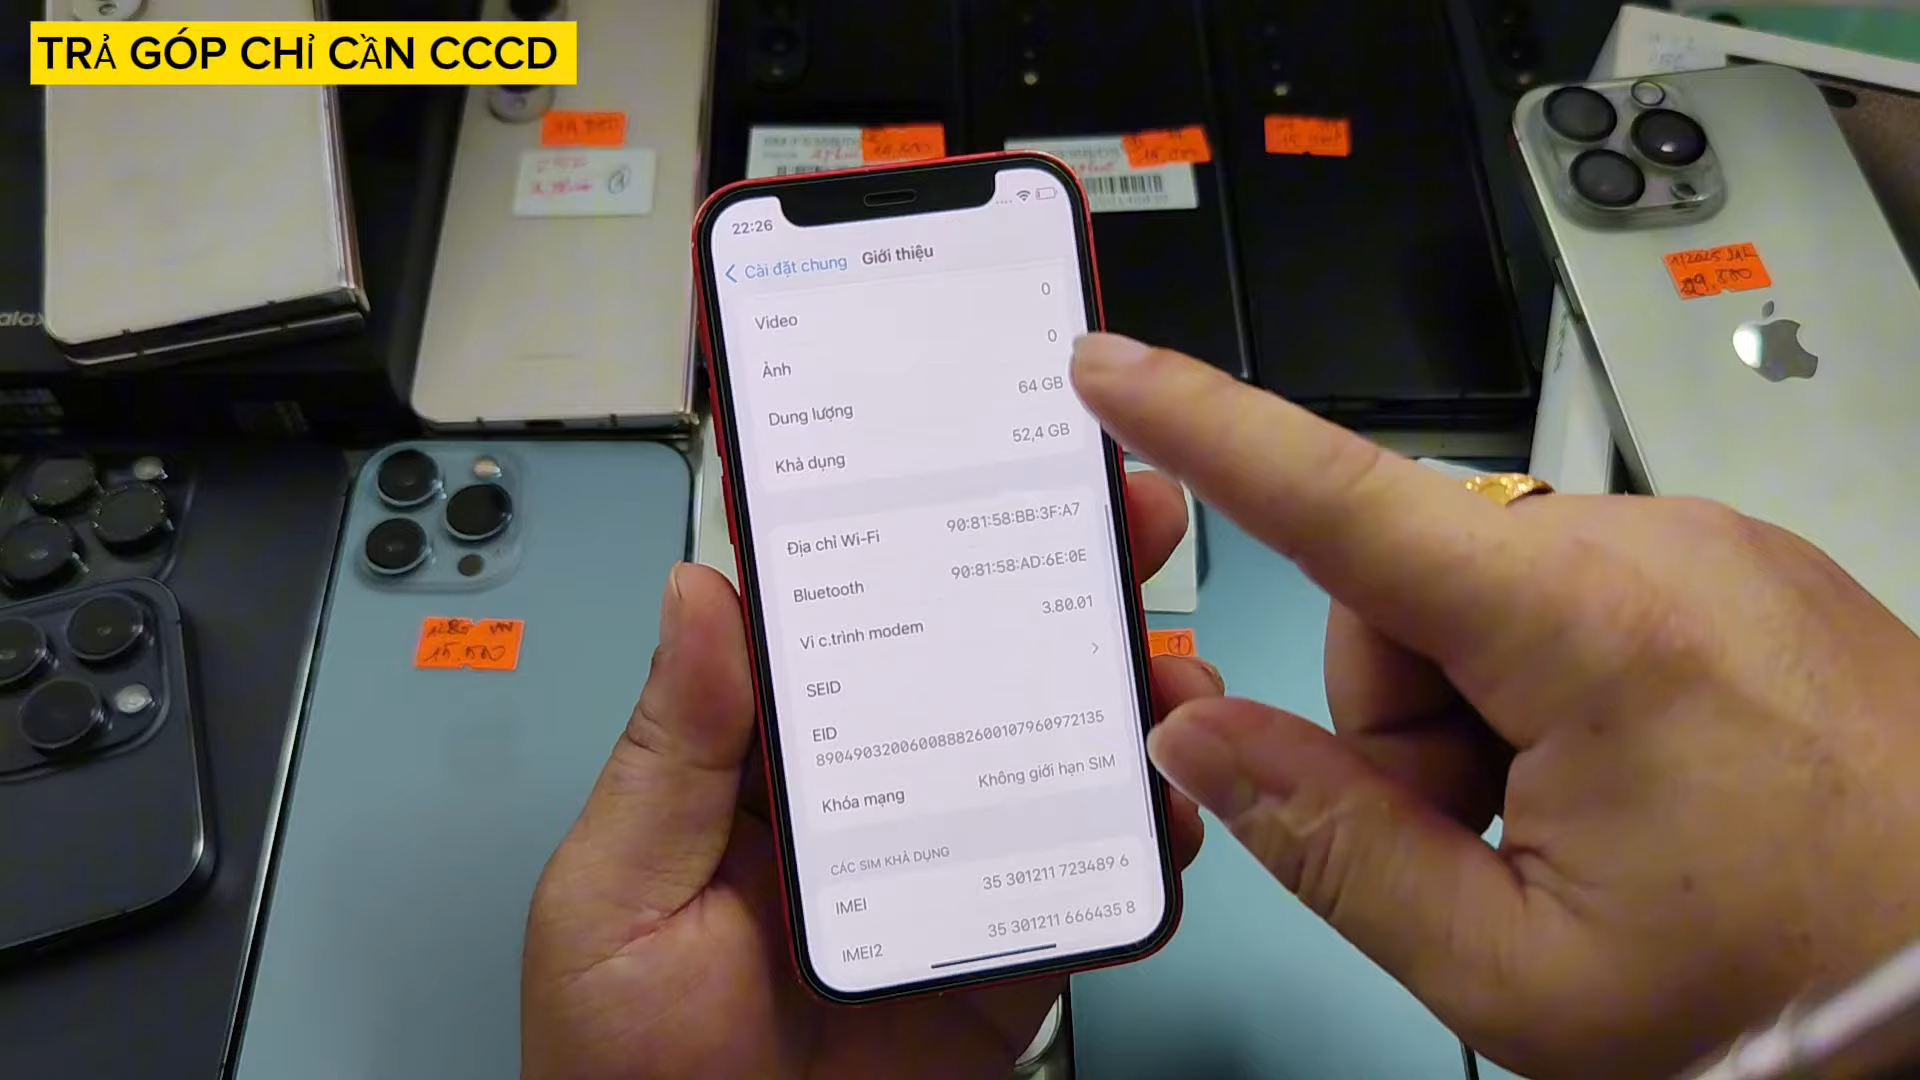 TRẢ GÓP CHỈ CẦN CCCD
22:26
Cài đặt chung Giới thiệu
Video 0
Ảnh 0
Dung lượng 64 GB
Khả dụng 52,4 GB
Địa chỉ Wi-Fi 90:81:58:BB:3F:A7
Bluetooth 90:81:58:AD:6E:0E
Vi c.trình modem 3.80.01
SEID
EID
89049032006008882600107960972135
Khóa mạng Không giới hạn SIM
CÁC SIM KHẢ DỤNG
IMEI 35 301211 723489 6
IMEI2 35 301211 666435 8
15.500
29.